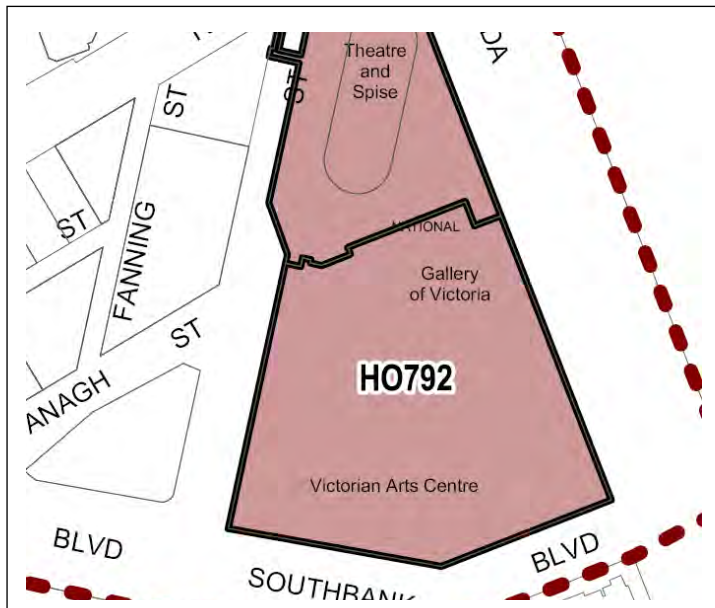 Theatre
and
Spise
DA
ST
ST
ST
FANNING
NATIONAL
Gallery
of Victoria
ST
HO792
ANAGH
Victorian Arts Centre
BLVD
BLVD
SOUTHBANK